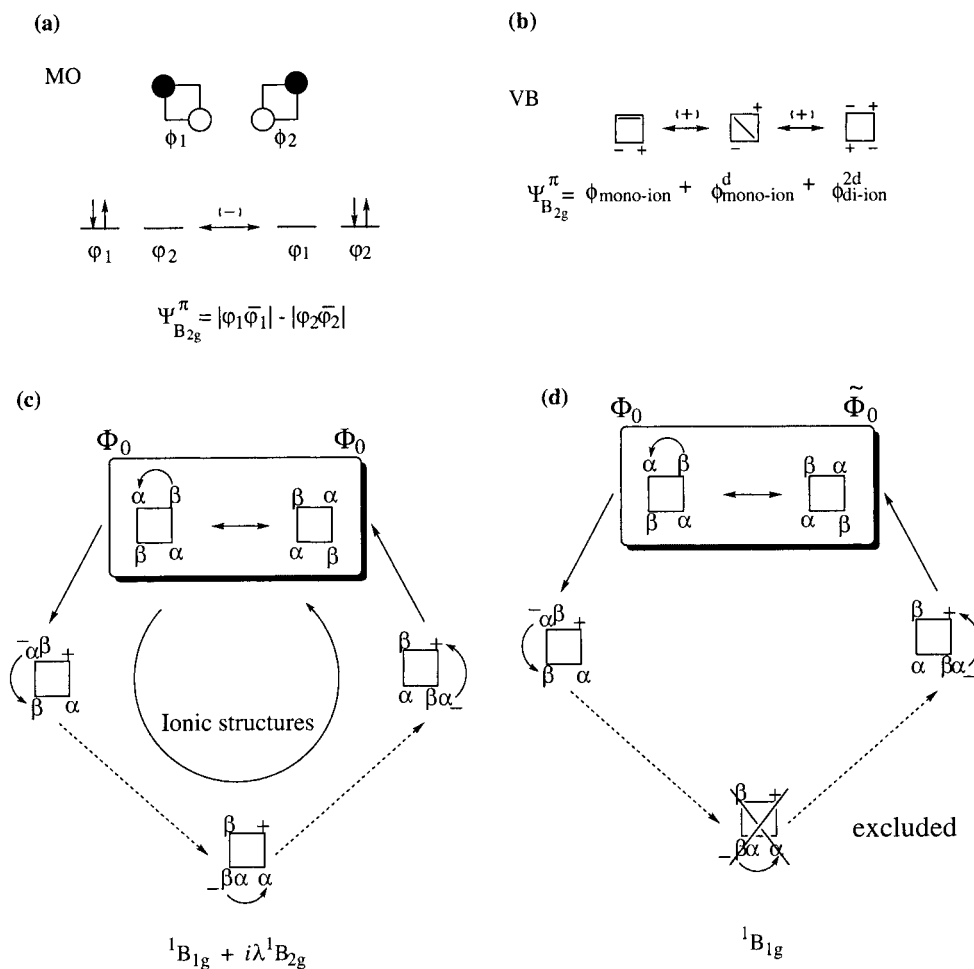 (a)
MO
ϕ1 ϕ2
(−)
φ1 φ2 φ1 φ2
Ψ^π_B2g = |φ1φ̄1| - |φ2φ̄2|
(b)
VB
(+) + (+) - +
- + - + -
Ψ^π_B2g = ϕmono-ion + ϕ^d_mono-ion + ϕ^2d_di-ion
(c)
Φ0 Φ0
α β β α
β α α β
− αβ + β +
β α α βα −
Ionic structures
β +
− βα α
¹B1g + iλ¹B2g
(d)
Φ0 Φ̃0
α β β α
β α α β
− αβ + β +
β α α βα −
β +
− βα α
excluded
¹B1g